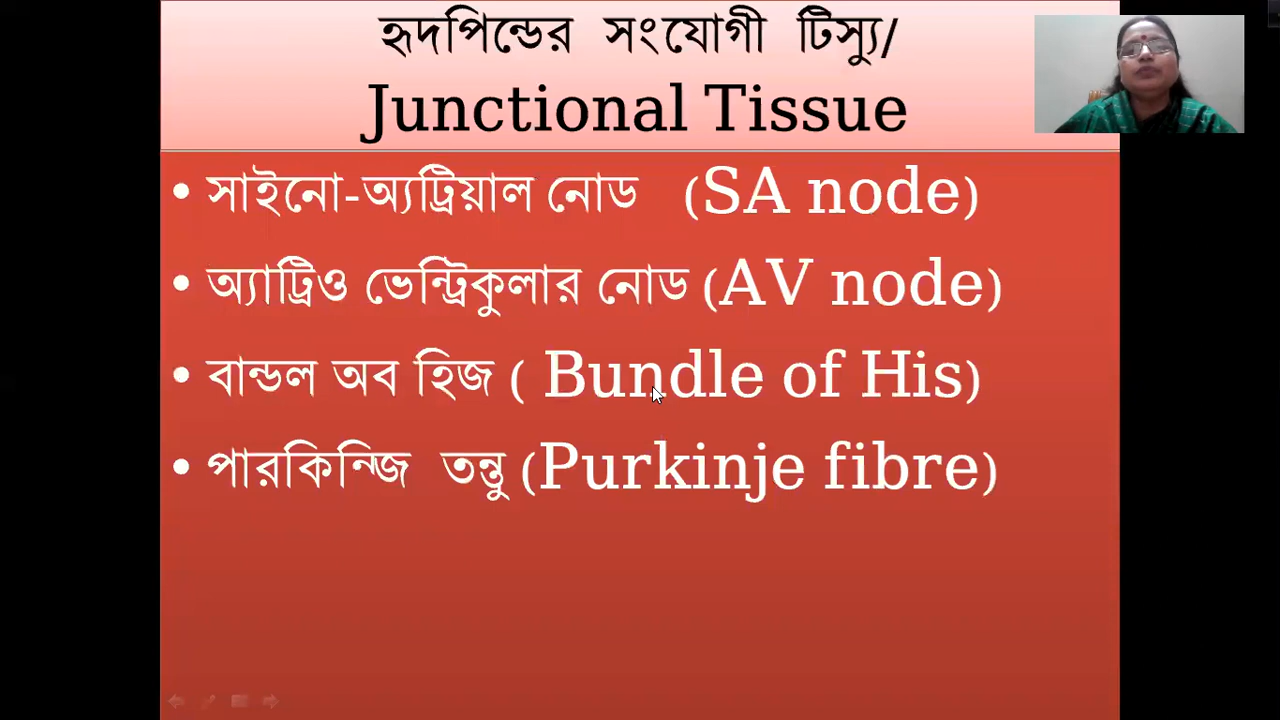 হৃদপিন্ডের সংযোগী টিস্যু/
Junctional Tissue
• সাইনো-অ্যাট্রিয়াল নোড (SA node)
• অ্যাট্রিও ভেন্ট্রিকুলার নোড (AV node)
• বান্ডল অব হিজ ( Bundle of His)
• পারকিন্জি তন্তু (Purkinje fibre)